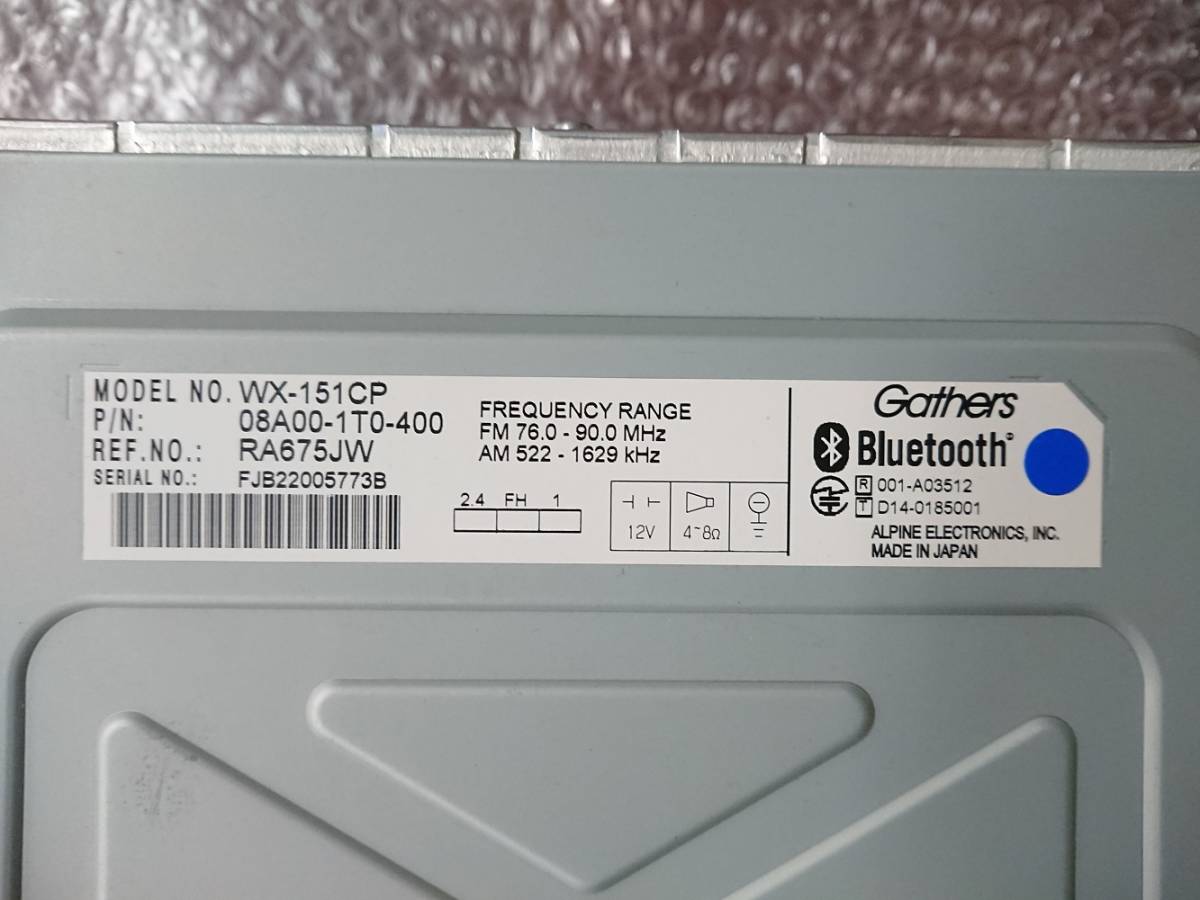 MODEL NO. WX-151CP
P/N: 08A00-1T0-400
REF.NO.: RA675JW
SERIAL NO.: FJB22005773B
FREQUENCY RANGE
FM 76.0 - 90.0 MHz
AM 522 - 1629 kHz
2.4 FH 1
12V 4~8Ω
Gathers
Bluetooth®
R 001-A03512
T D14-0185001
ALPINE ELECTRONICS, INC.
MADE IN JAPAN